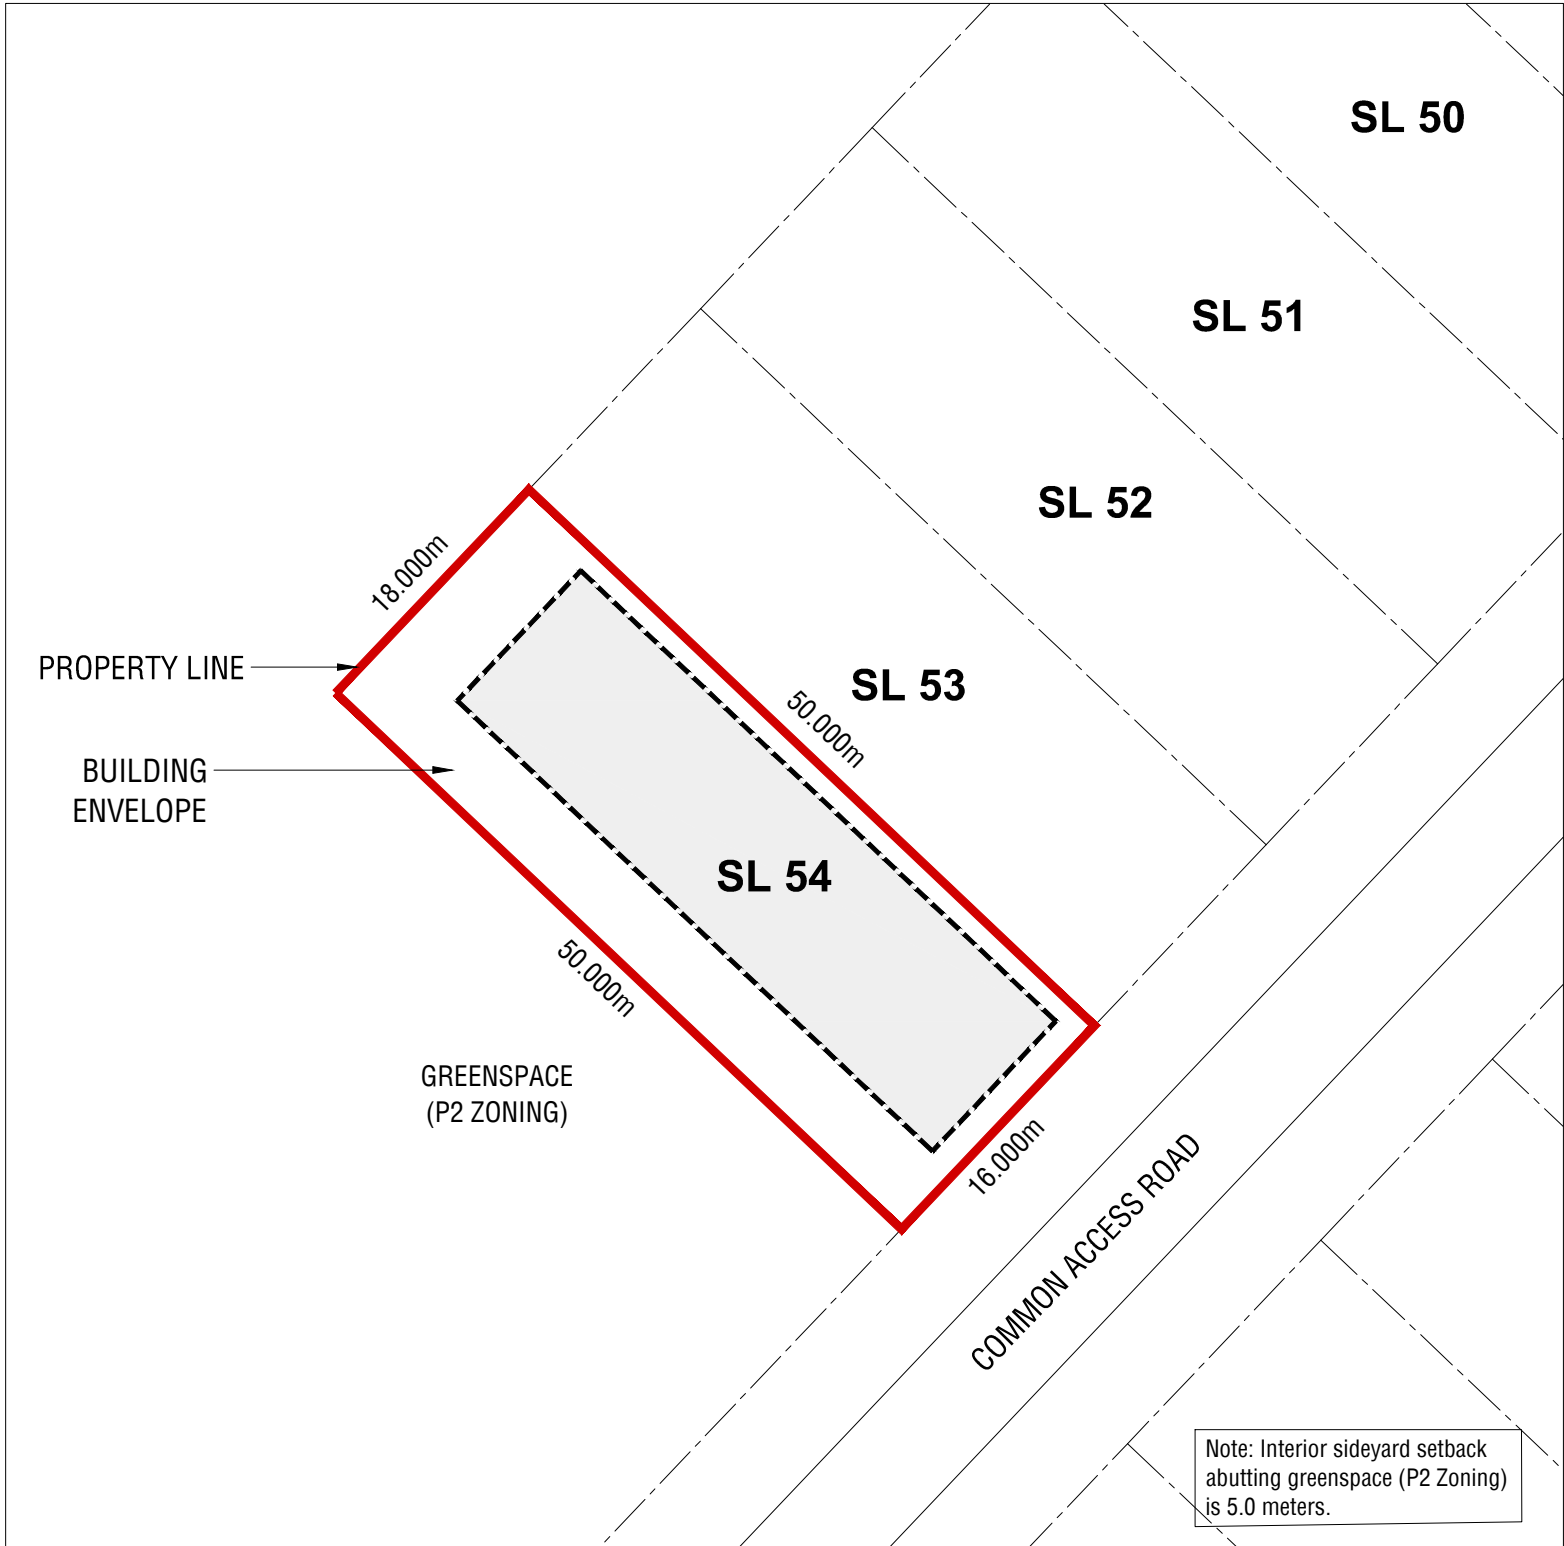 SL 50
SL 51
SL 52
18.000m
PROPERTY LINE
SL 53
50.000m
BUILDING
ENVELOPE
SL 54
50.000m
GREENSPACE
(P2 ZONING)
16.000m
COMMON ACCESS ROAD
Note: Interior sideyard setback
abutting greenspace (P2 Zoning)
is 5.0 meters.